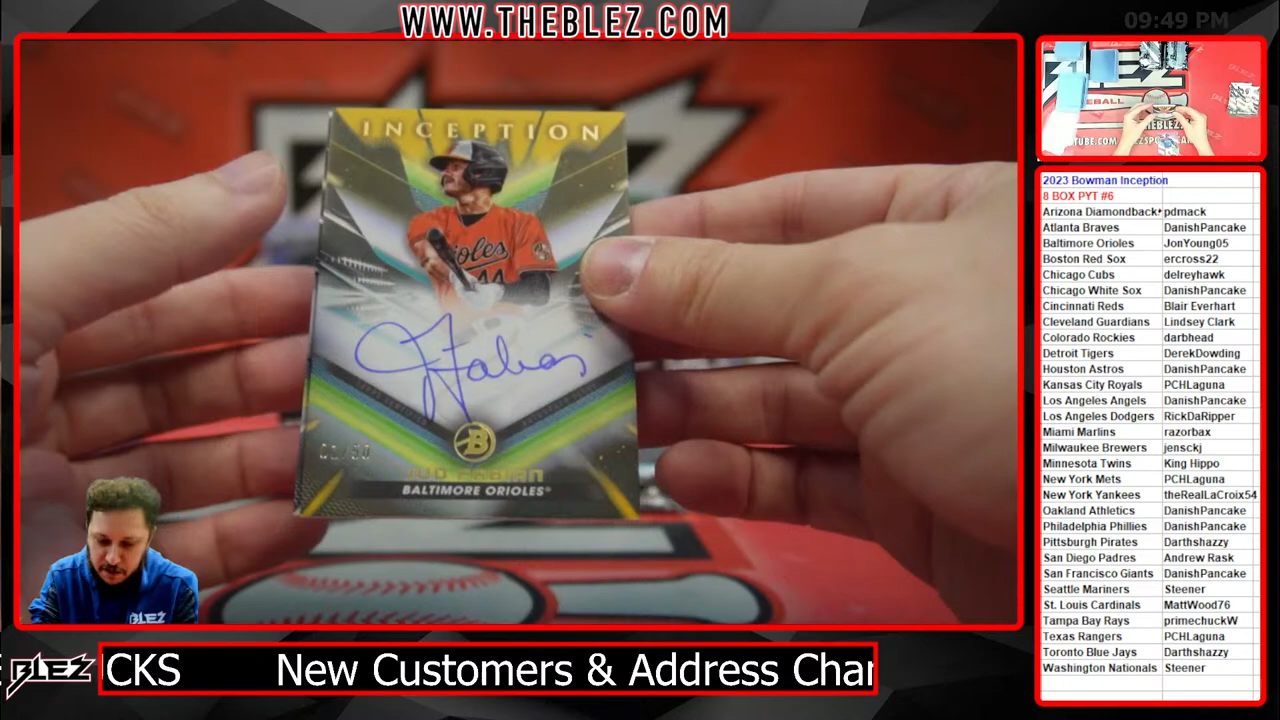 WWW.THEBLEZ.COM
09:49 PM
INCEPTION
44
J Fabian
BALTIMORE ORIOLES
BLEZ
BLEZ
CKS New Customers & Address Chan
2023 Bowman Inception
8 BOX PYT #6
Arizona Diamondback pdmack
Atlanta Braves DanishPancake
Baltimore Orioles JonYoung05
Boston Red Sox ercross22
Chicago Cubs delreyhawk
Chicago White Sox DanishPancake
Cincinnati Reds Blair Everhart
Cleveland Guardians Lindsey Clark
Colorado Rockies darbhead
Detroit Tigers DerekDowding
Houston Astros DanishPancake
Kansas City Royals PCHLaguna
Los Angeles Angels DanishPancake
Los Angeles Dodgers RickDaRipper
Miami Marlins razorbax
Milwaukee Brewers jensckj
Minnesota Twins King Hippo
New York Mets PCHLaguna
New York Yankees theRealLaCroix54
Oakland Athletics DanishPancake
Philadelphia Phillies DanishPancake
Pittsburgh Pirates Darthshazzy
San Diego Padres Andrew Rask
San Francisco Giants DanishPancake
Seattle Mariners Steener
St. Louis Cardinals MattWood76
Tampa Bay Rays primechuckW
Texas Rangers PCHLaguna
Toronto Blue Jays Darthshazzy
Washington Nationals Steener